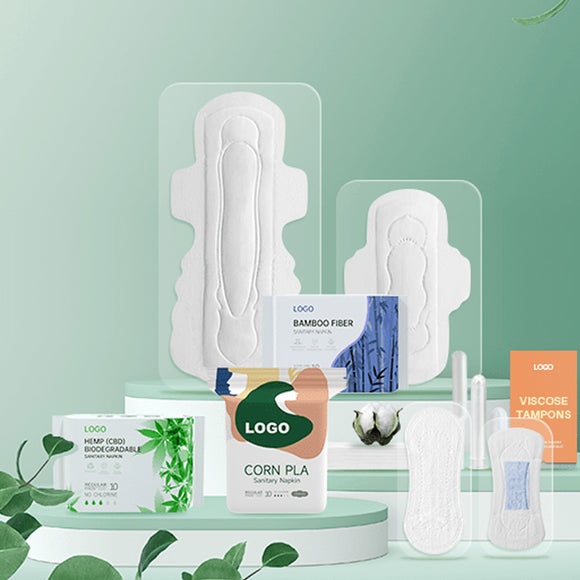 LOGO
BAMBOO FIBER
SANITARY NAPKIN
LOGO
VISCOSE
TAMPONS
LOGO
HEMP (CBD)
BIODEGRADABLE
SANITARY NAPKIN
REGULAR
10
NO CHLORINE
LOGO
CORN PLA
Sanitary Napkin
REGULAR
10